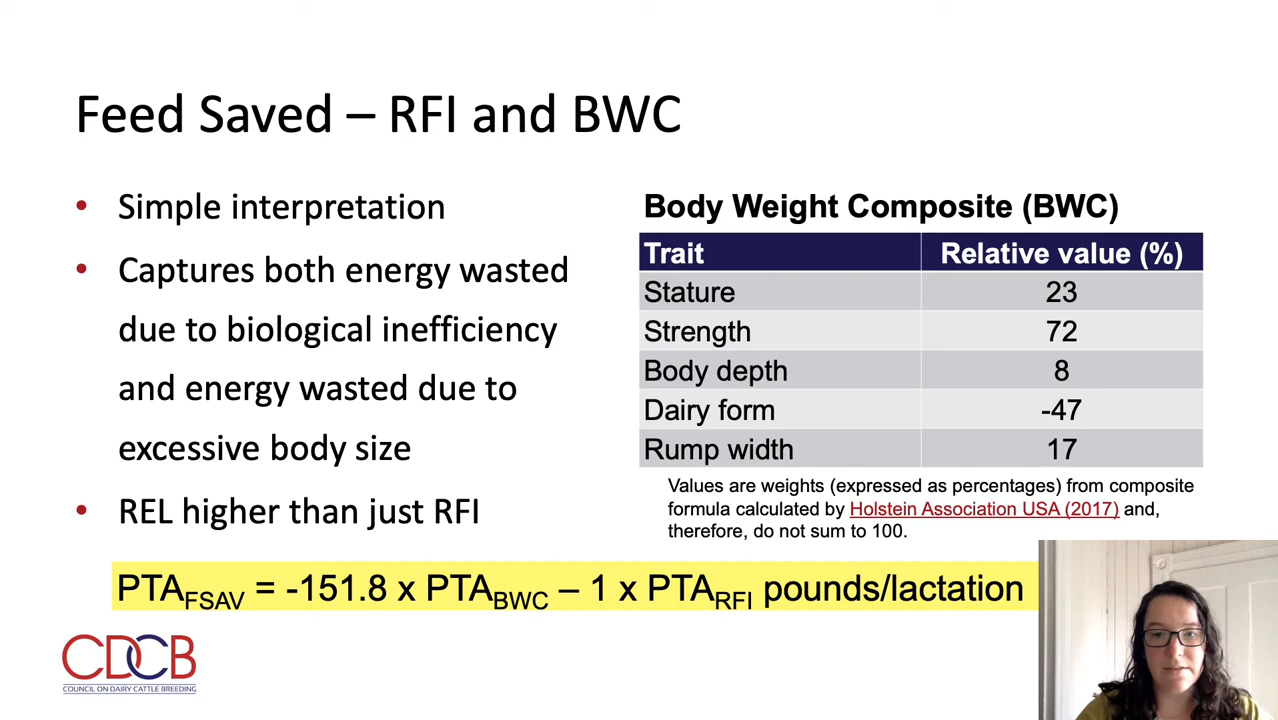 Feed Saved – RFI and BWC
• Simple interpretation
• Captures both energy wasted
due to biological inefficiency
and energy wasted due to
excessive body size
• REL higher than just RFI
Body Weight Composite (BWC)
Trait Relative value (%)
Stature 23
Strength 72
Body depth 8
Dairy form -47
Rump width 17
Values are weights (expressed as percentages) from composite
formula calculated by Holstein Association USA (2017) and,
therefore, do not sum to 100.
PTAFSAV = -151.8 x PTABWC – 1 x PTARFI pounds/lactation
CDCB
COUNCIL ON DAIRY CATTLE BREEDING